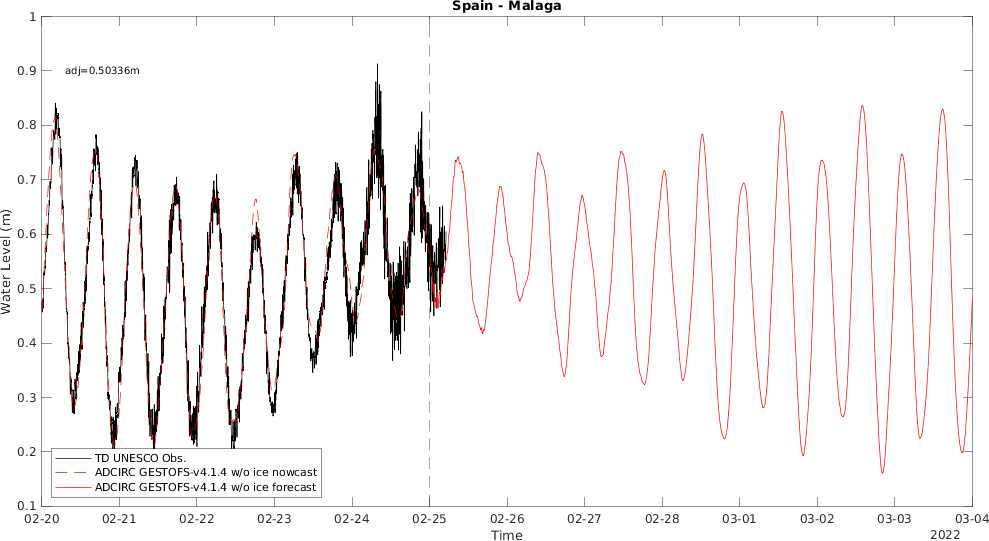 Spain - Malaga
1
0.9
0.8
0.7
0.6
0.5
0.4
0.3
0.2
0.1
Water Level (m)
adj=0.50336m
TD UNESCO Obs.
ADCIRC GESTOFS-v4.1.4 w/o ice nowcast
ADCIRC GESTOFS-v4.1.4 w/o ice forecast
02-20 02-21 02-22 02-23 02-24 02-25 02-26 02-27 02-28 03-01 03-02 03-03 03-04
Time
2022